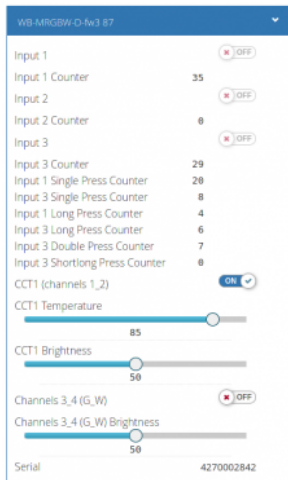 WB-MRGBW-D-fw3 87
Input 1 OFF
Input 1 Counter 35
Input 2 OFF
Input 2 Counter 0
Input 3 OFF
Input 3 Counter 29
Input 1 Single Press Counter 20
Input 3 Single Press Counter 8
Input 1 Long Press Counter 4
Input 3 Long Press Counter 6
Input 3 Double Press Counter 7
Input 3 Shortlong Press Counter 0
CCT1 (channels 1_2) ON
CCT1 Temperature
85
CCT1 Brightness
50
Channels 3_4 (G_W) OFF
Channels 3_4 (G_W) Brightness
50
Serial 4270002842